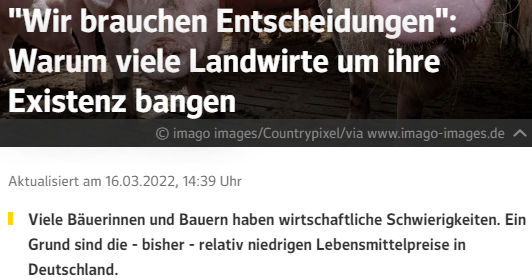 "Wir brauchen Entscheidungen":
Warum viele Landwirte um ihre
Existenz bangen
© imago images/Countrypixel/via www.imago-images.de
Aktualisiert am 16.03.2022, 14:39 Uhr
Viele Bäuerinnen und Bauern haben wirtschaftliche Schwierigkeiten. Ein
Grund sind die - bisher - relativ niedrigen Lebensmittelpreise in
Deutschland.